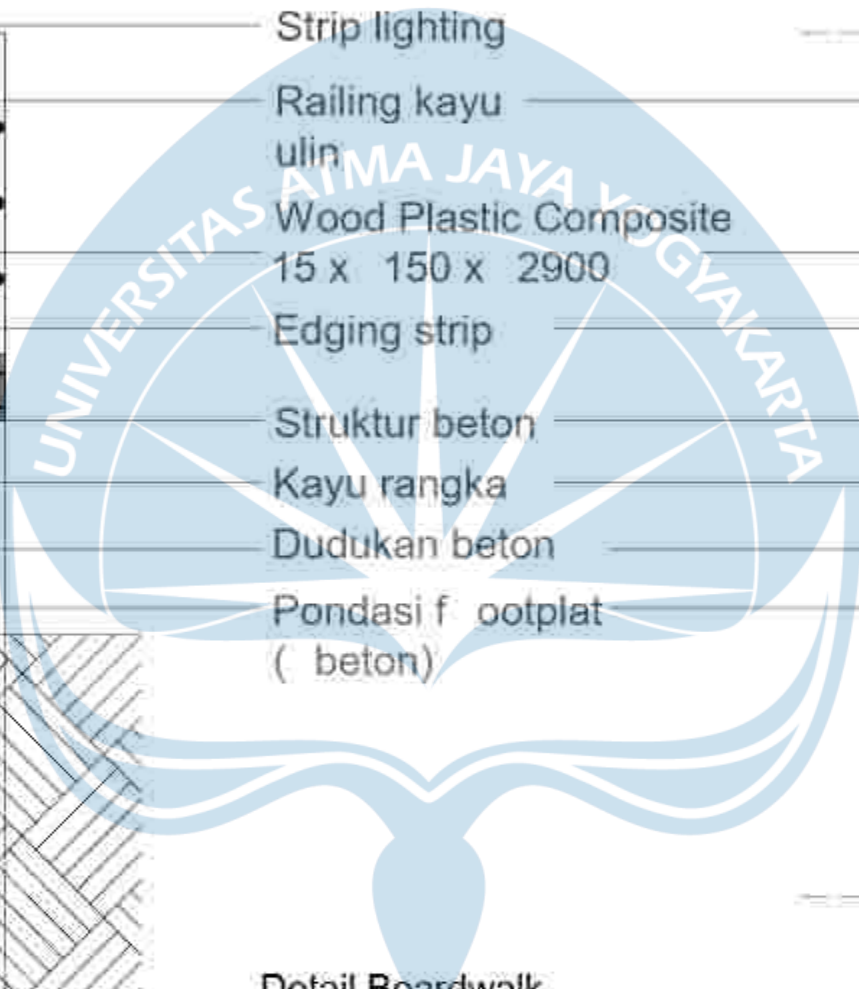 Strip lighting
Railing kayu
ulin
UNIVERSITAS ATMA JAYA YOGYAKARTA
Wood Plastic Composite
15 x 150 x 2900
Edging strip
Struktur beton
Kayu rangka
Dudukan beton
Pondasi f ootplat
( beton)
Detail Boardwalk